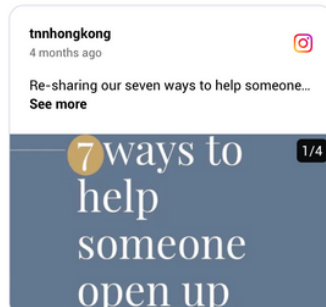 tnnhongkong
4 months ago
Re-sharing our seven ways to help someone...
See more
1/4
7 ways to
help
someone
open up